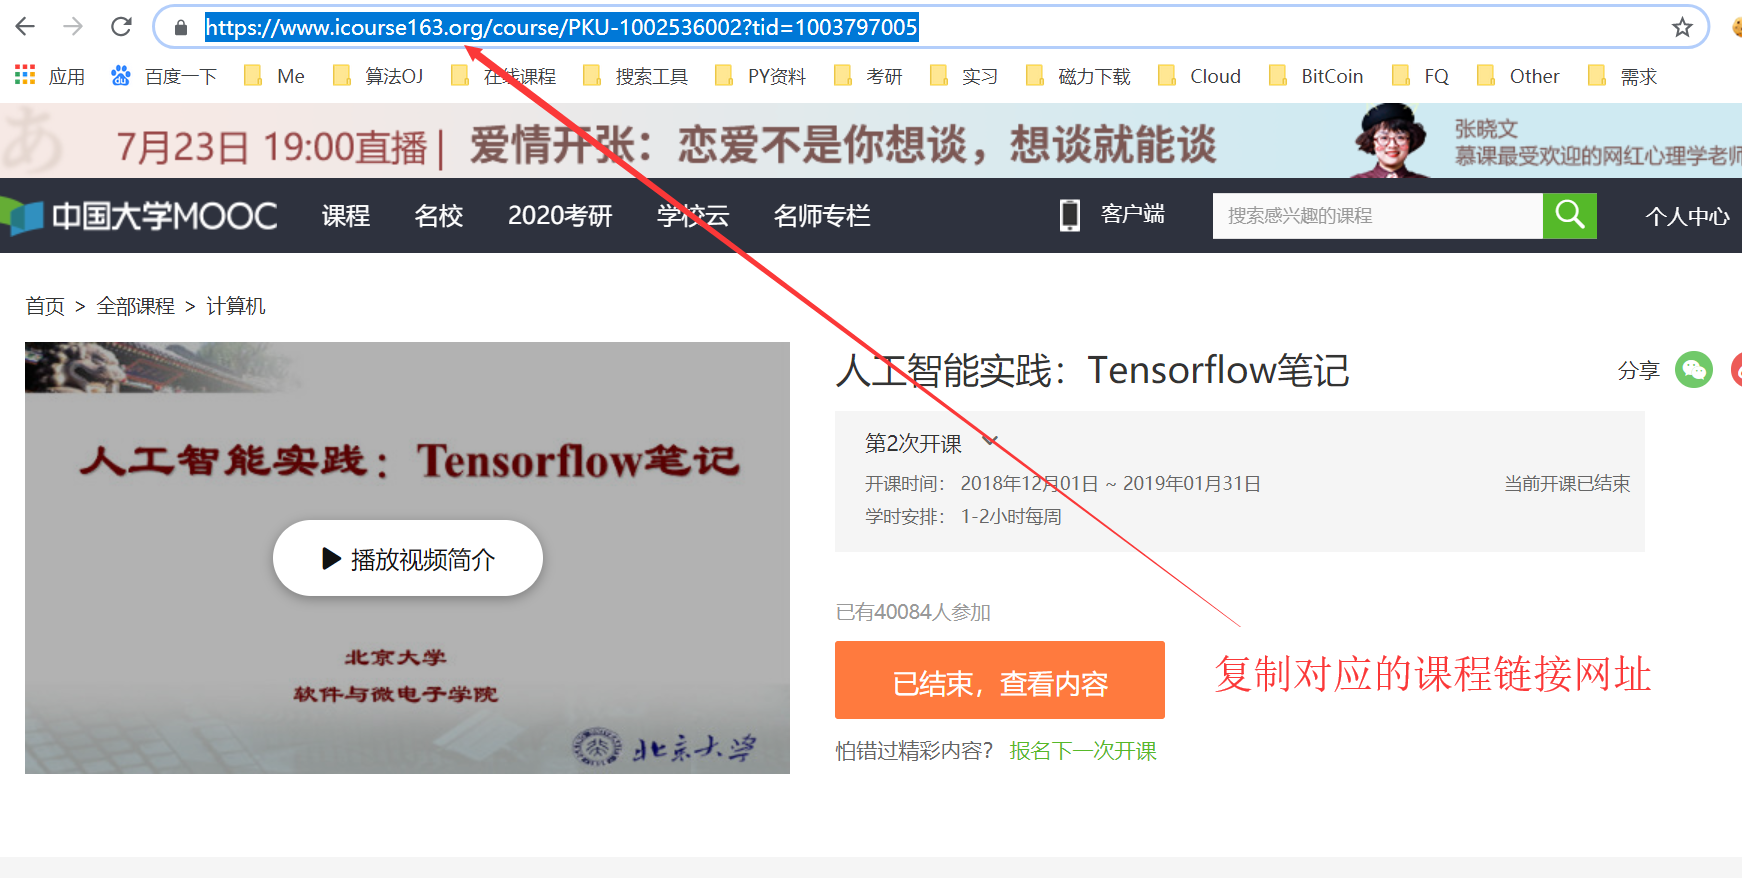 https://www.icourse163.org/course/PKU-1002536002?tid=1003797005
应用 百度一下 Me 算法OJ 在线课程 搜索工具 PY资料 考研 实习 磁力下载 Cloud BitCoin FQ Other 需求
あ
7月23日 19:00直播 | 爱情开张：恋爱不是你想谈，想谈就能谈
张晓文
慕课最受欢迎的网红心理学老师
中国大学MOOC 课程 名校 2020考研 学校云 名师专栏 客户端 搜索感兴趣的课程 个人中心
首页 > 全部课程 > 计算机
人工智能实践：Tensorflow笔记
播放视频简介
北京大学
软件与微电子学院
北京大学
人工智能实践：Tensorflow笔记
分享
第2次开课
开课时间： 2018年12月01日 ~ 2019年01月31日
当前开课已结束
学时安排： 1-2小时每周
已有40084人参加
已结束，查看内容
复制对应的课程链接网址
怕错过精彩内容？ 报名下一次开课